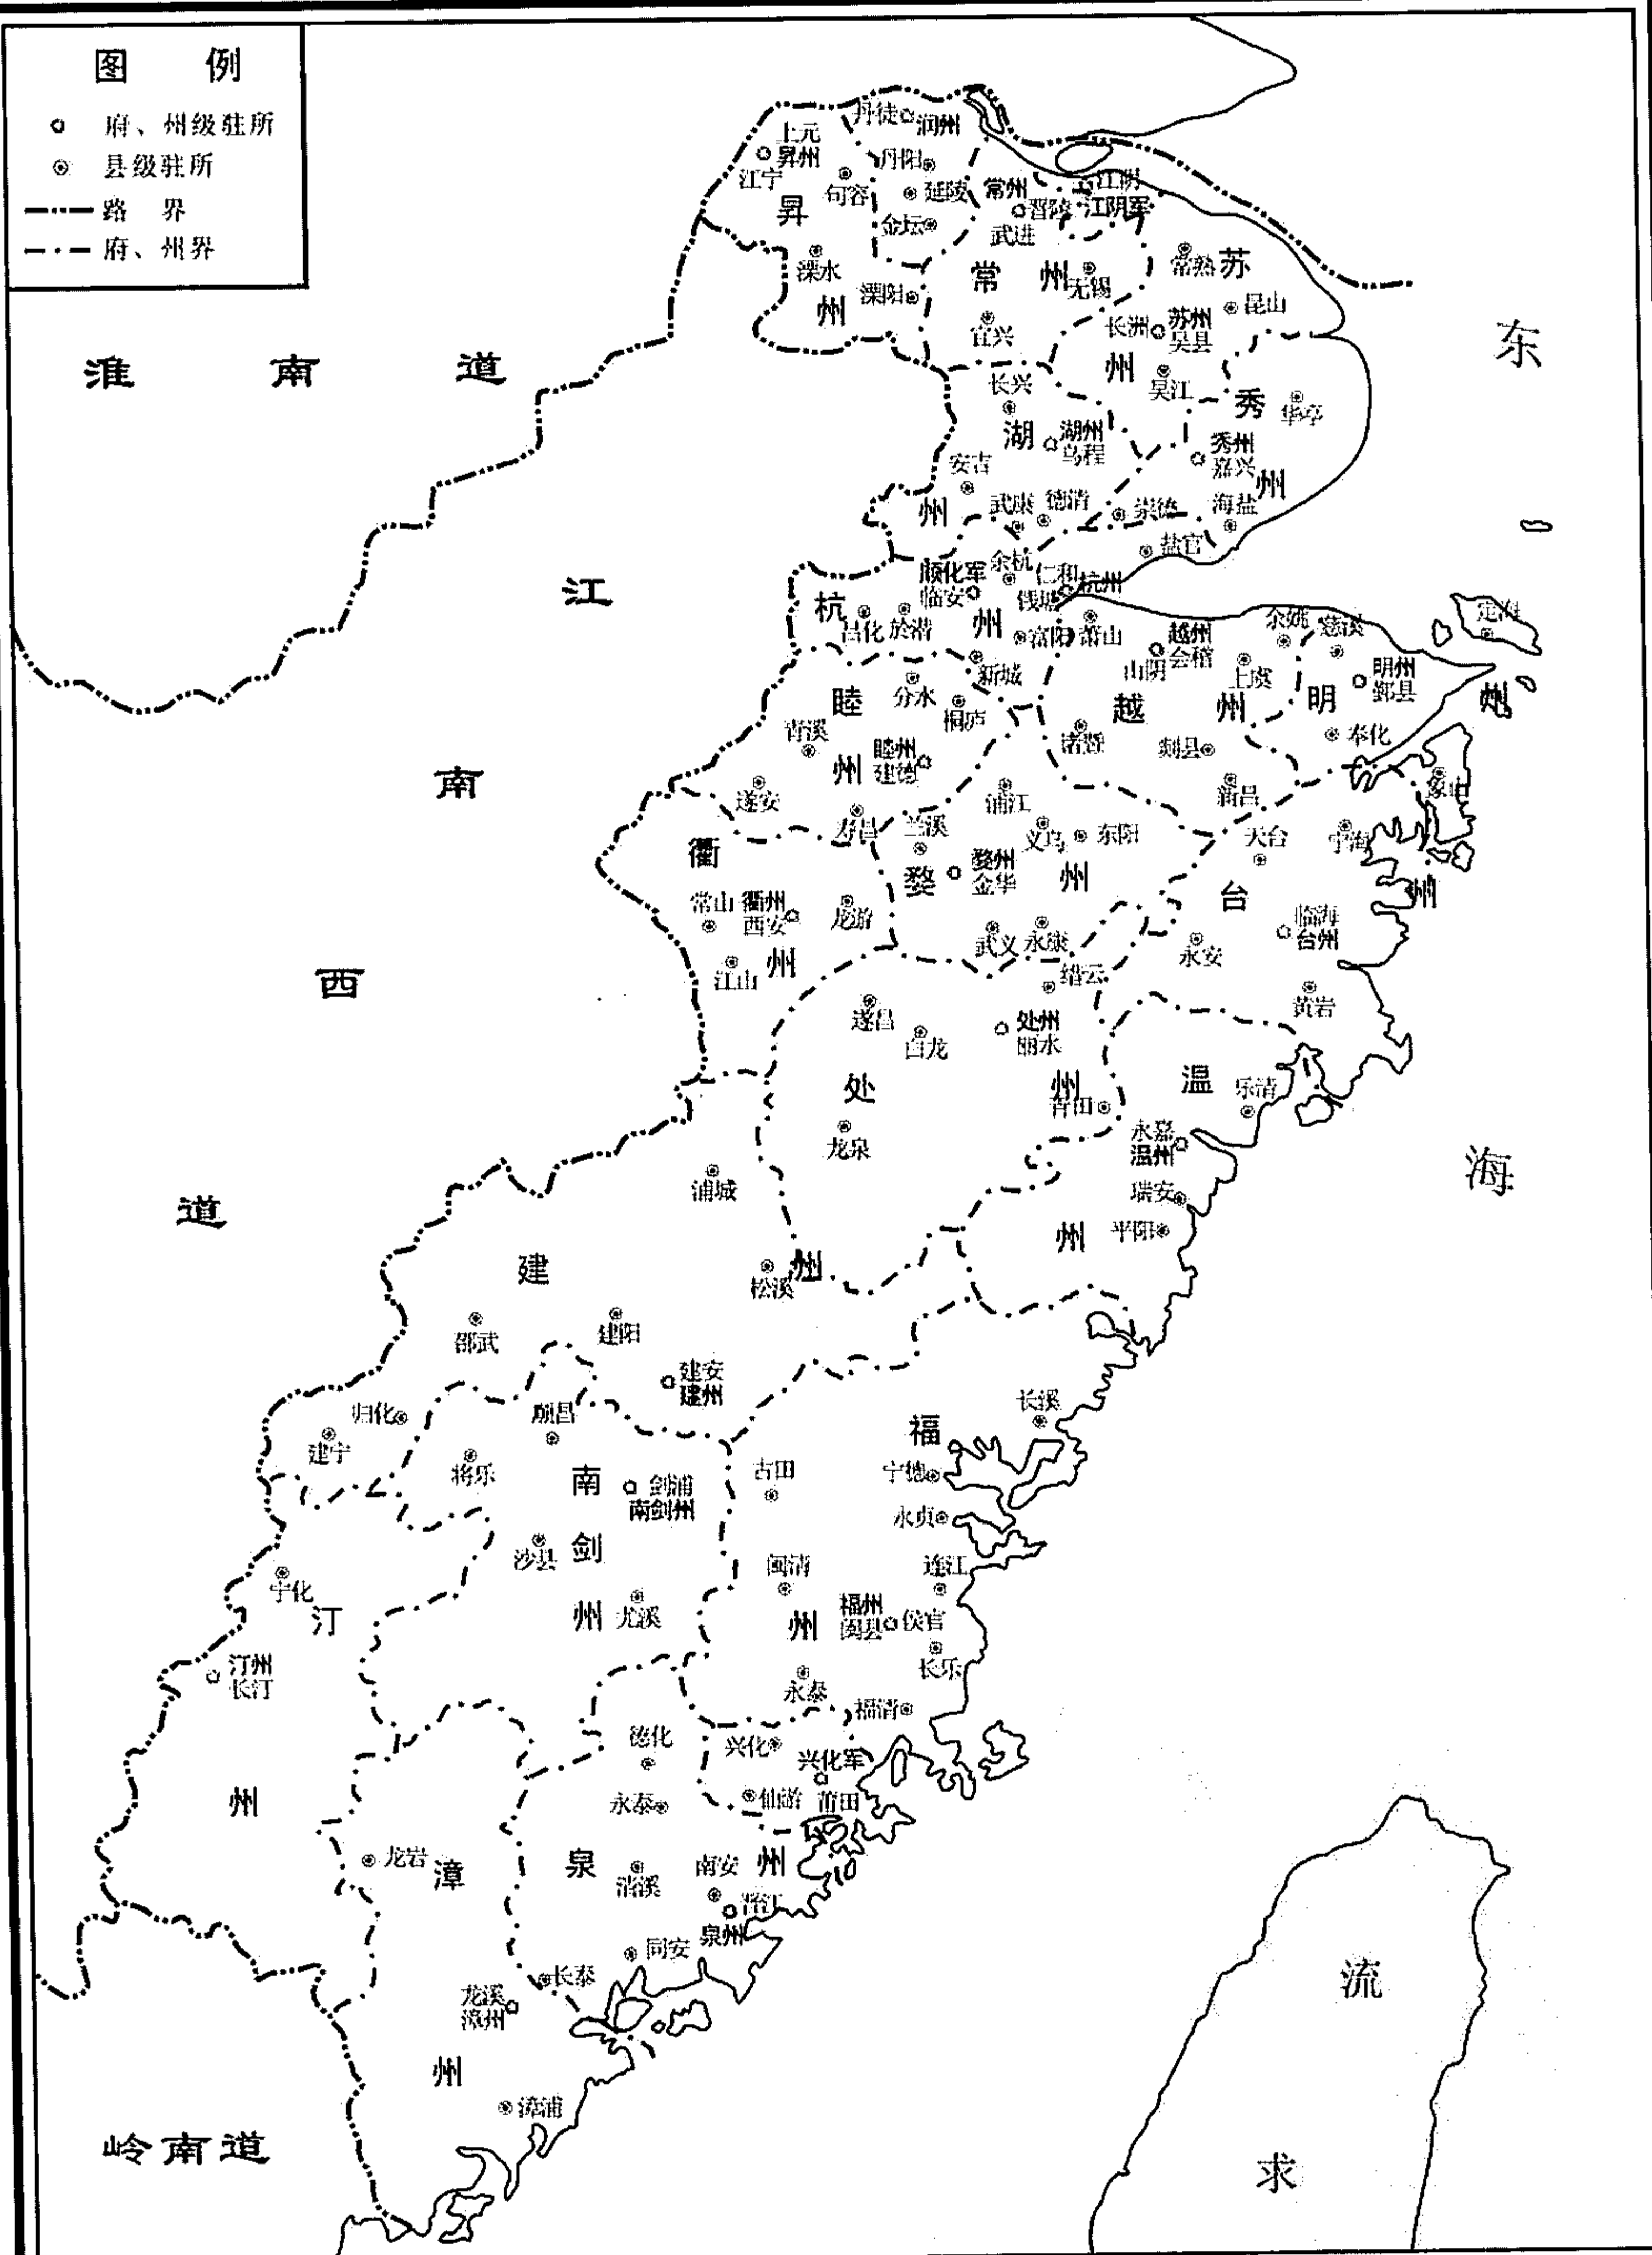 图 例
府、州级驻所
县级驻所
路 界
府、州界
淮 南 道
江
南
西
道
岭南道
东
海
流
求
丹徒
润州
上元
昇州
江宁
句容
丹阳
延陵
金坛
昇
州
溧水
溧阳
常州
晋陵
武进
江阴
江阴军
常 州
无锡
宜兴
常熟
苏
昆山
长洲
苏州
吴县
州
吴江
秀
华亭
秀州
嘉兴
州
海盐
崇德
长兴
湖
湖州
乌程
安吉
州
武康
德清
盐官
余杭
顺化军
临安
仁和
杭州
钱塘
杭
昌化
於潜
州
富阳
新城
萧山
越州
会稽
山阴
余姚
上虞
慈溪
明州
鄞县
明
定海
奉化
象山
州
越
州
诸暨
剡县
新昌
睦
分水
桐庐
青溪
州
睦州
建德
遂安
寿昌
兰溪
浦江
义乌
东阳
婺
婺州
金华
州
武义
永康
衢
常山
衢州
西安
龙游
江山
州
天台
宁海
台
临海
台州
州
永安
黄岩
缙云
遂昌
白龙
处州
丽水
处
州
青田
龙泉
温
乐清
永嘉
温州
瑞安
州
平阳
浦城
建
州
松溪
邵武
建阳
建安
建州
归化
建宁
顺昌
将乐
南
剑浦
南剑州
沙县
剑
州
尤溪
福
长溪
古田
宁德
永贞
闽清
连江
州
福州
闽县
侯官
长乐
永泰
福清
宁化
汀
汀州
长汀
州
德化
兴化
兴化军
永泰
仙游
莆田
龙岩
漳
泉
清溪
南安
州
晋江
泉州
同安
长泰
龙溪
漳州
州
漳浦